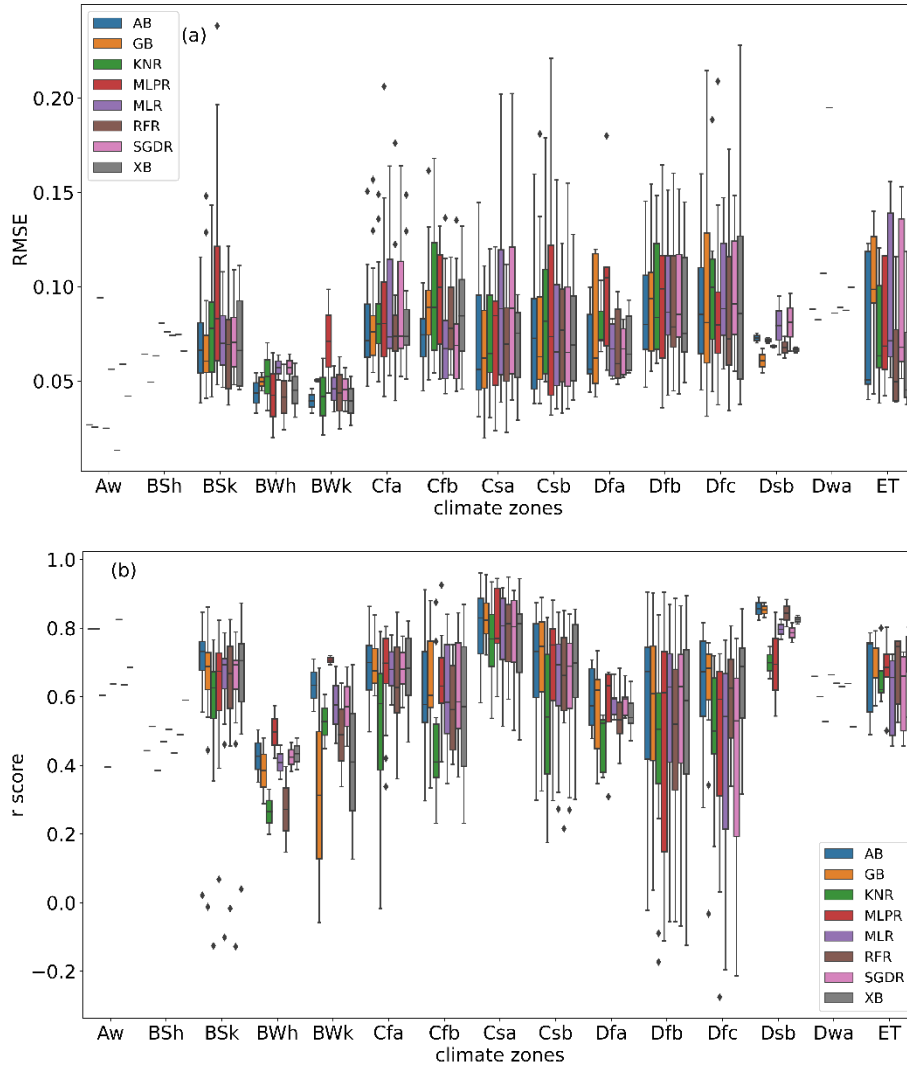 (a)
AB
GB
KNR
MLPR
MLR
RFR
SGDR
XB
RMSE
0.20
0.15
0.10
0.05
Aw BSh BSk BWh BWk Cfa Cfb Csa Csb Dfa Dfb Dfc Dsb Dwa ET
climate zones
(b)
r score
1.0
0.8
0.6
0.4
0.2
0.0
−0.2
AB
GB
KNR
MLPR
MLR
RFR
SGDR
XB
Aw BSh BSk BWh BWk Cfa Cfb Csa Csb Dfa Dfb Dfc Dsb Dwa ET
climate zones